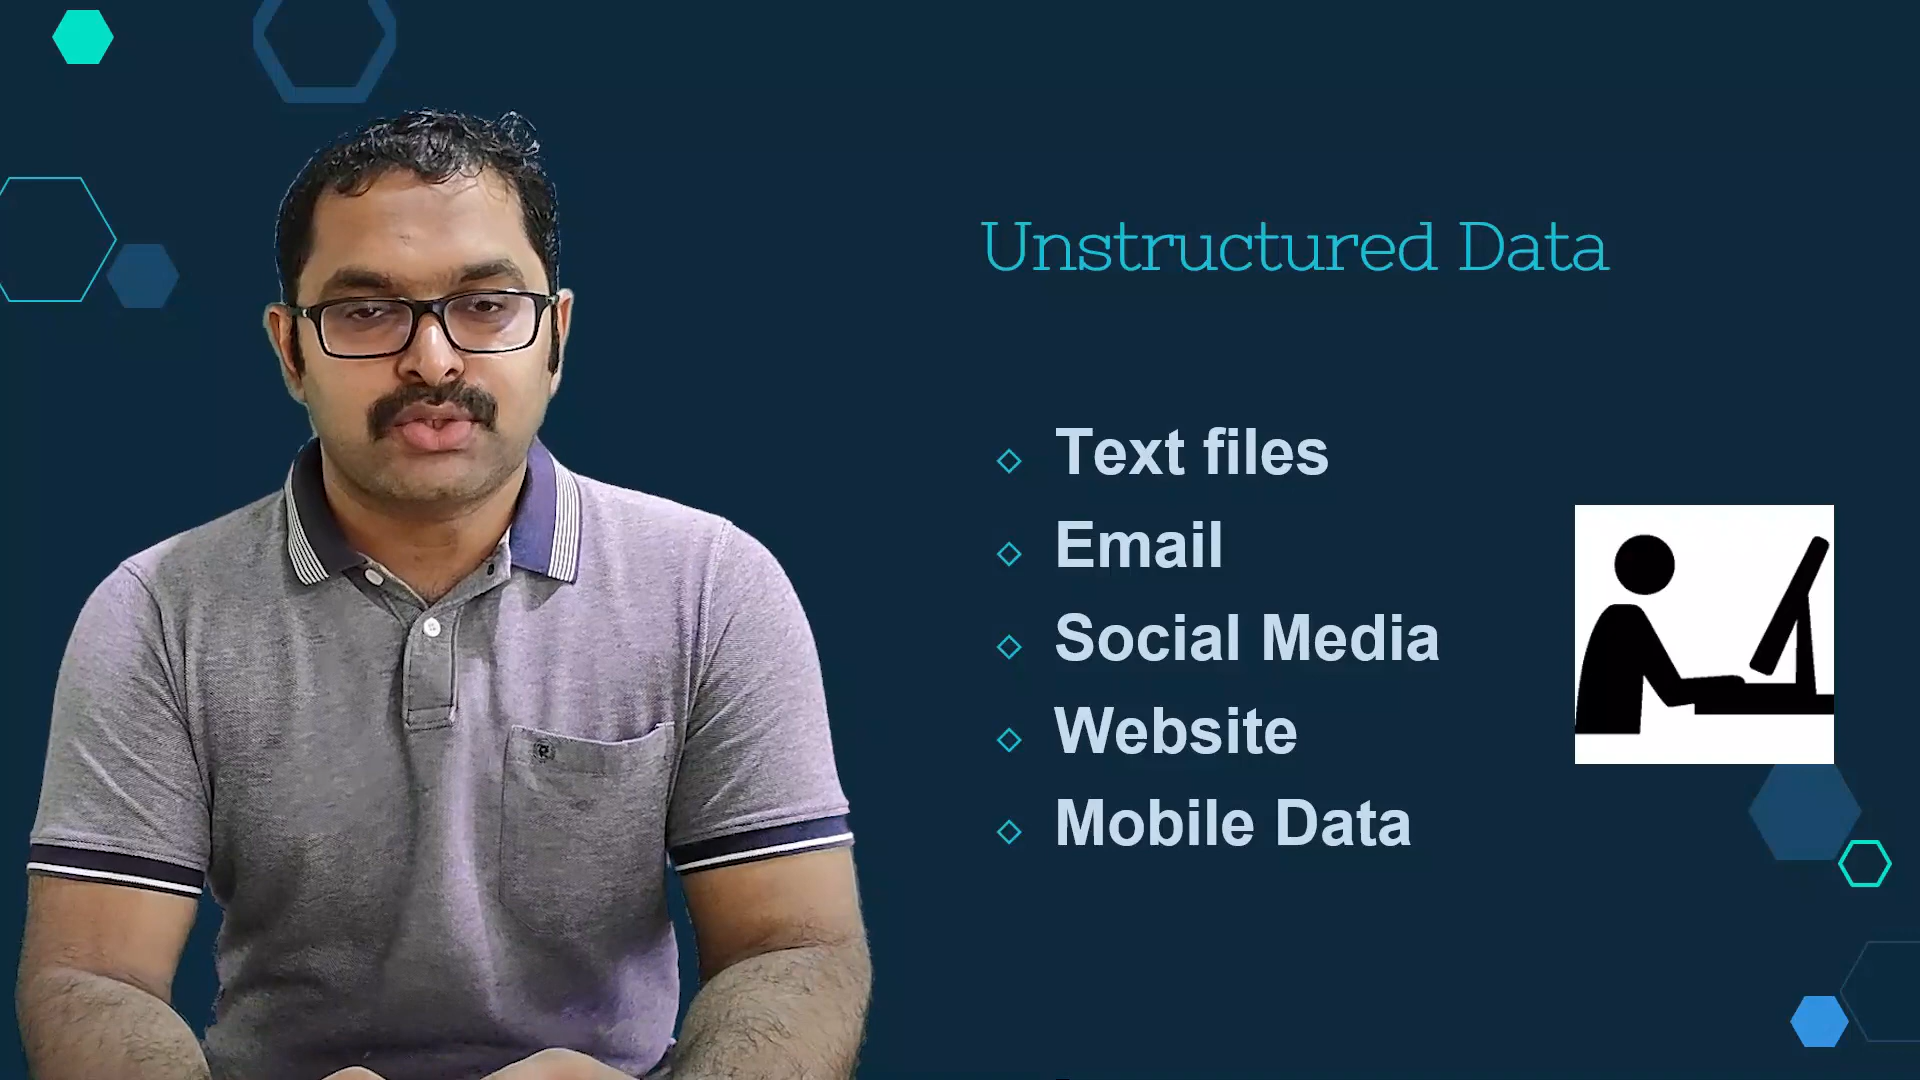 Unstructured Data
Text files
Email
Social Media
Website
Mobile Data